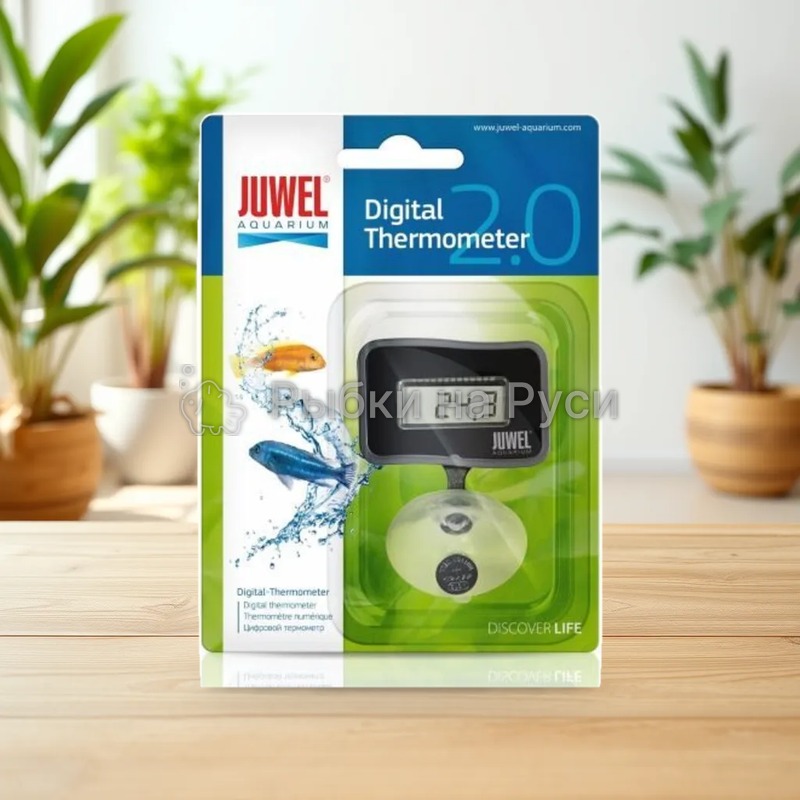 www.juwel-aquarium.com
JUWEL®
AQUARIUM
Digital 2.0
Thermometer
Рыбки на Руси
JUWEL
AQUARIUM
Digital-Thermometer
Digital thermometer
Thermomètre numérique
Цифровой термометр
DISCOVER LIFE